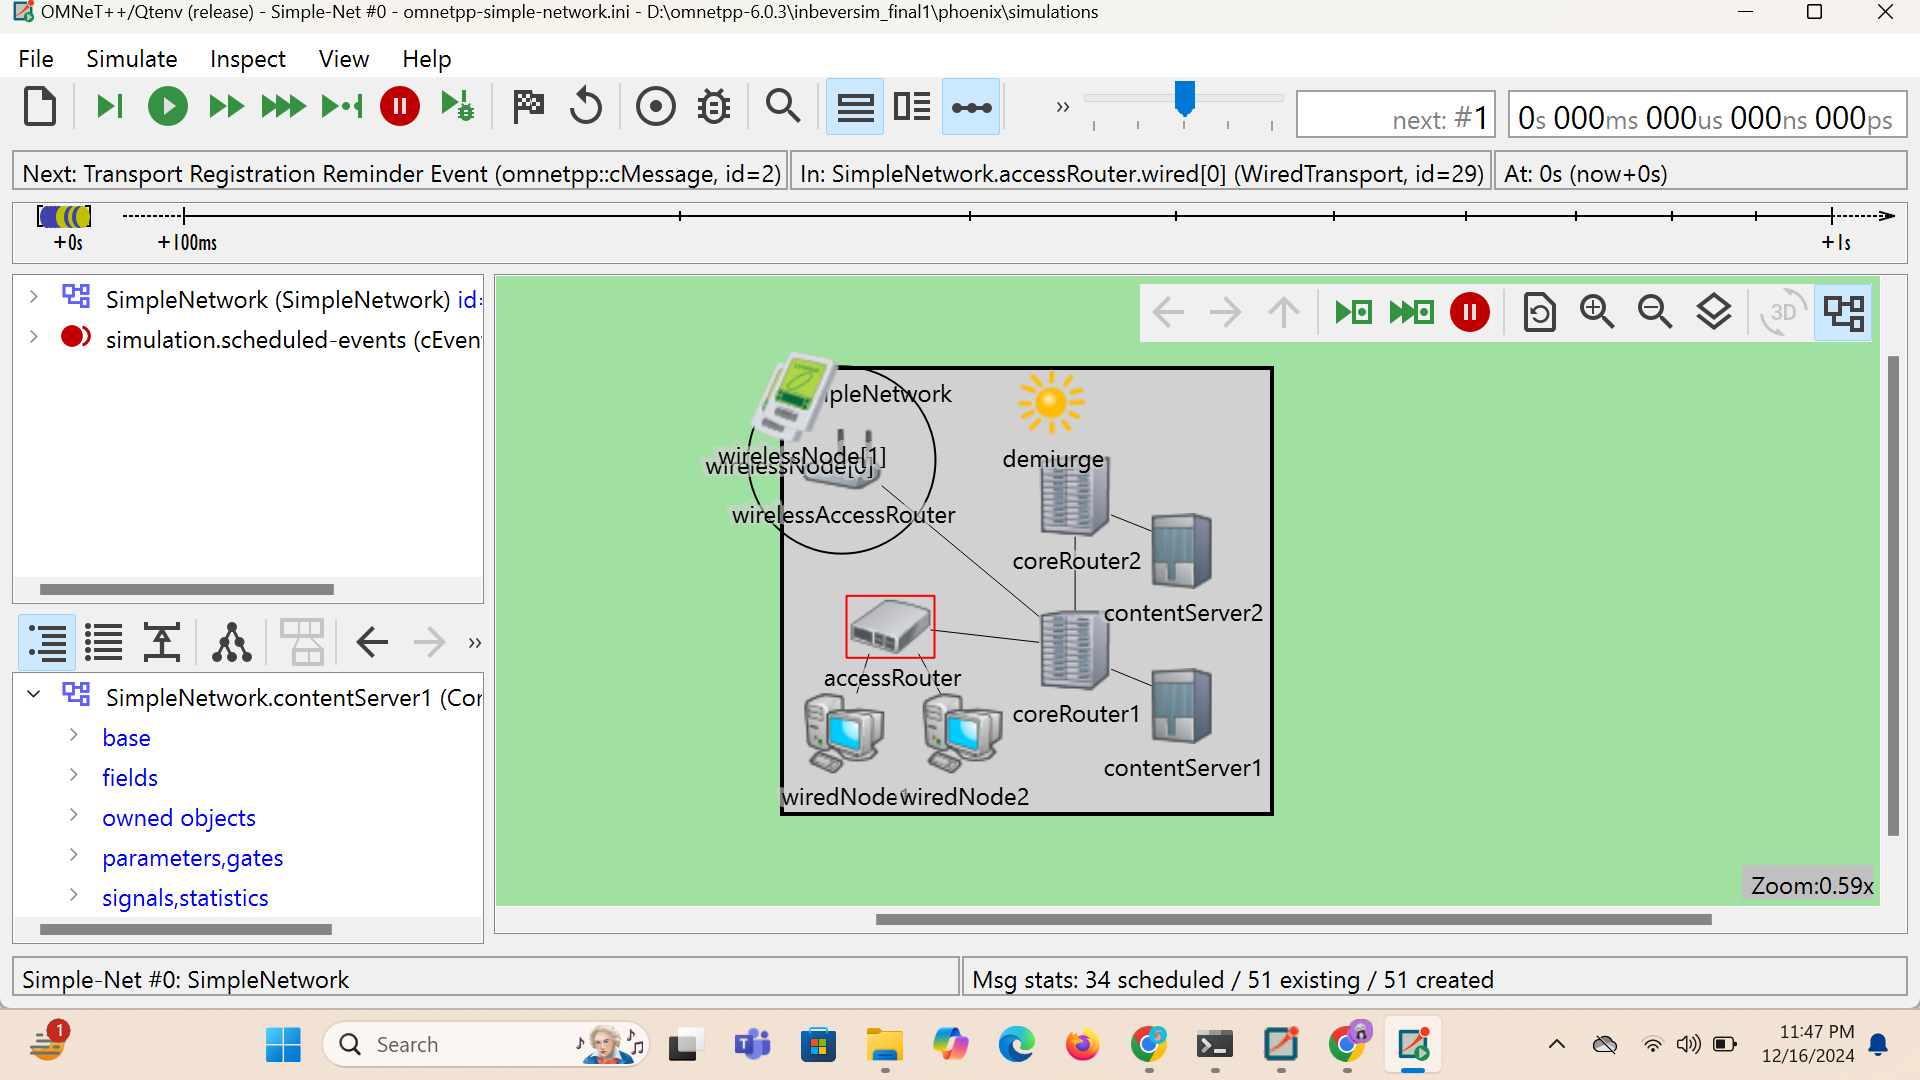 OMNeT++/Qtenv (release) - Simple-Net #0 - omnetpp-simple-network.ini - D:\omnetpp-6.0.3\inbeversim_final1\phoenix\simulations
File Simulate Inspect View Help
» next: #1 0s 000ms 000us 000ns 000ps
Next: Transport Registration Reminder Event (omnetpp::cMessage, id=2) In: SimpleNetwork.accessRouter.wired[0] (WiredTransport, id=29) At: 0s (now+0s)
+0s +100ms +1s
SimpleNetwork (SimpleNetwork) id=
simulation.scheduled-events (cEven
»
SimpleNetwork.contentServer1 (Cor
base
fields
owned objects
parameters,gates
signals,statistics
3D
mpleNetwork
wirelessNode[1]
wirelessNode[0]
demiurge
wirelessAccessRouter
coreRouter2
contentServer2
accessRouter
coreRouter1
contentServer1
wiredNode1
wiredNode2
Zoom:0.59x
Simple-Net #0: SimpleNetwork
Msg stats: 34 scheduled / 51 existing / 51 created
1
Search
11:47 PM
12/16/2024